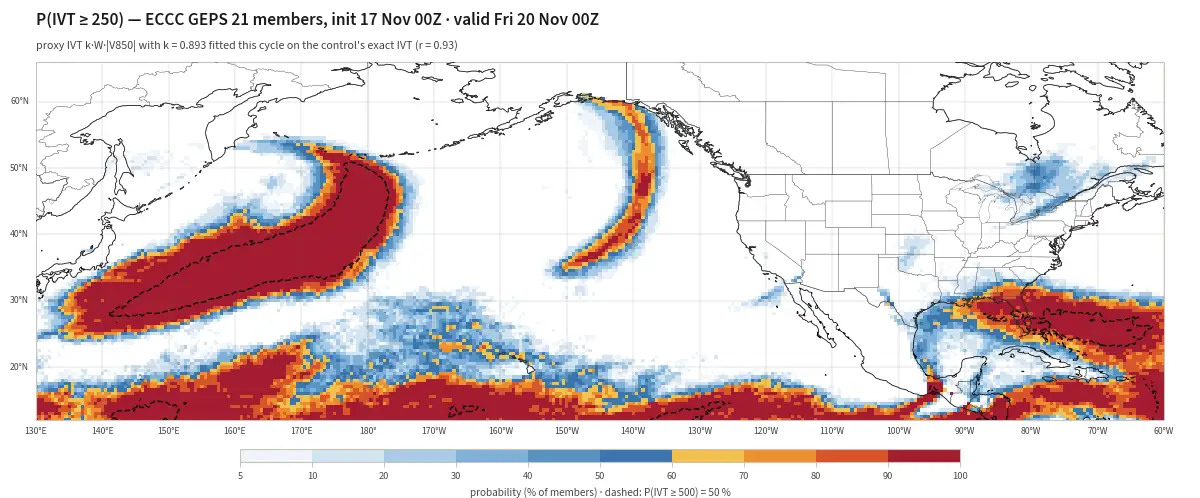 P(IVT ≥ 250) — ECCC GEPS 21 members, init 17 Nov 00Z · valid Fri 20 Nov 00Z
proxy IVT k·W·|V850| with k = 0.893 fitted this cycle on the control's exact IVT (r = 0.93)
60°N
50°N
40°N
30°N
20°N
130°E 140°E 150°E 160°E 170°E 180° 170°W 160°W 150°W 140°W 130°W 120°W 110°W 100°W 90°W 80°W 70°W 60°W
5 10 20 30 40 50 60 70 80 90 100
probability (% of members) · dashed: P(IVT ≥ 500) = 50 %